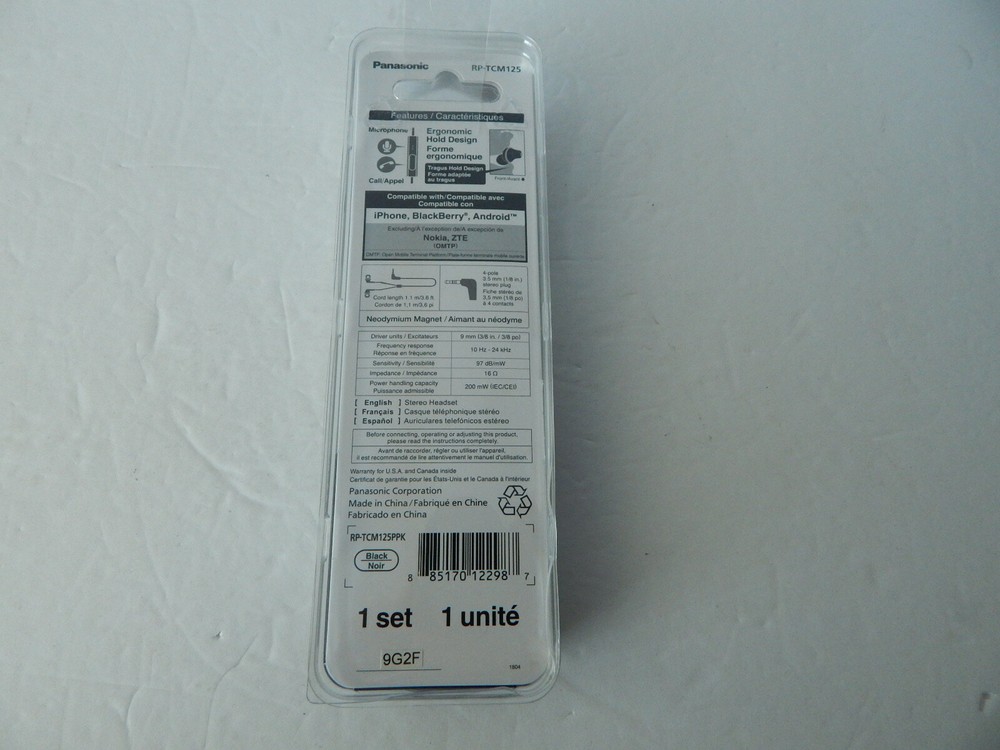 Panasonic RP-TCM125
Features / Caractéristiques
Microphone
Call/Appel
Ergonomic
Hold Design
Forme
ergonomique
Tragus Hold Design
Forme adaptée
au tragus
Front/Avant
Compatible with/Compatible avec
Compatible con
iPhone, BlackBerry®, Android™
Excluding/À l'exception de/A excepción de
Nokia, ZTE
(OMTP)
OMTP: Open Mobile Terminal Platform
Cord length 1.1 m/3.6 ft
Cordon de 1,1 m/3,6 pi
4-pole
3.5 mm (1/8 in.)
stereo plug
Fiche stéréo de
3,5 mm (1/8 po)
à 4 contacts
Neodymium Magnet / Aimant au néodyme
Driver units / Excitateurs 9 mm (3/8 in. / 3/8 po)
Frequency response
Réponse en fréquence 10 Hz - 24 kHz
Sensitivity / Sensibilité 97 dB/mW
Impedance / Impédance 16 Ω
Power handling capacity
Puissance admissible 200 mW (IEC/CEI)
[ English ] Stereo Headset
[ Français ] Casque téléphonique stéréo
[ Español ] Auriculares telefónicos estéreo
Before connecting, operating or adjusting this product,
please read the instructions completely.
Avant de raccorder, régler ou utiliser l'appareil,
il est recommandé de lire attentivement le manuel d'utilisation.
Warranty for U.S.A. and Canada inside
Certificat de garantie pour les États-Unis et le Canada à l'intérieur
Panasonic Corporation
Made in China / Fabriqué en Chine
Fabricado en China
RP-TCM125PPK
Black
Noir
8 85170 12298 7
1 set 1 unité
9G2F
1904